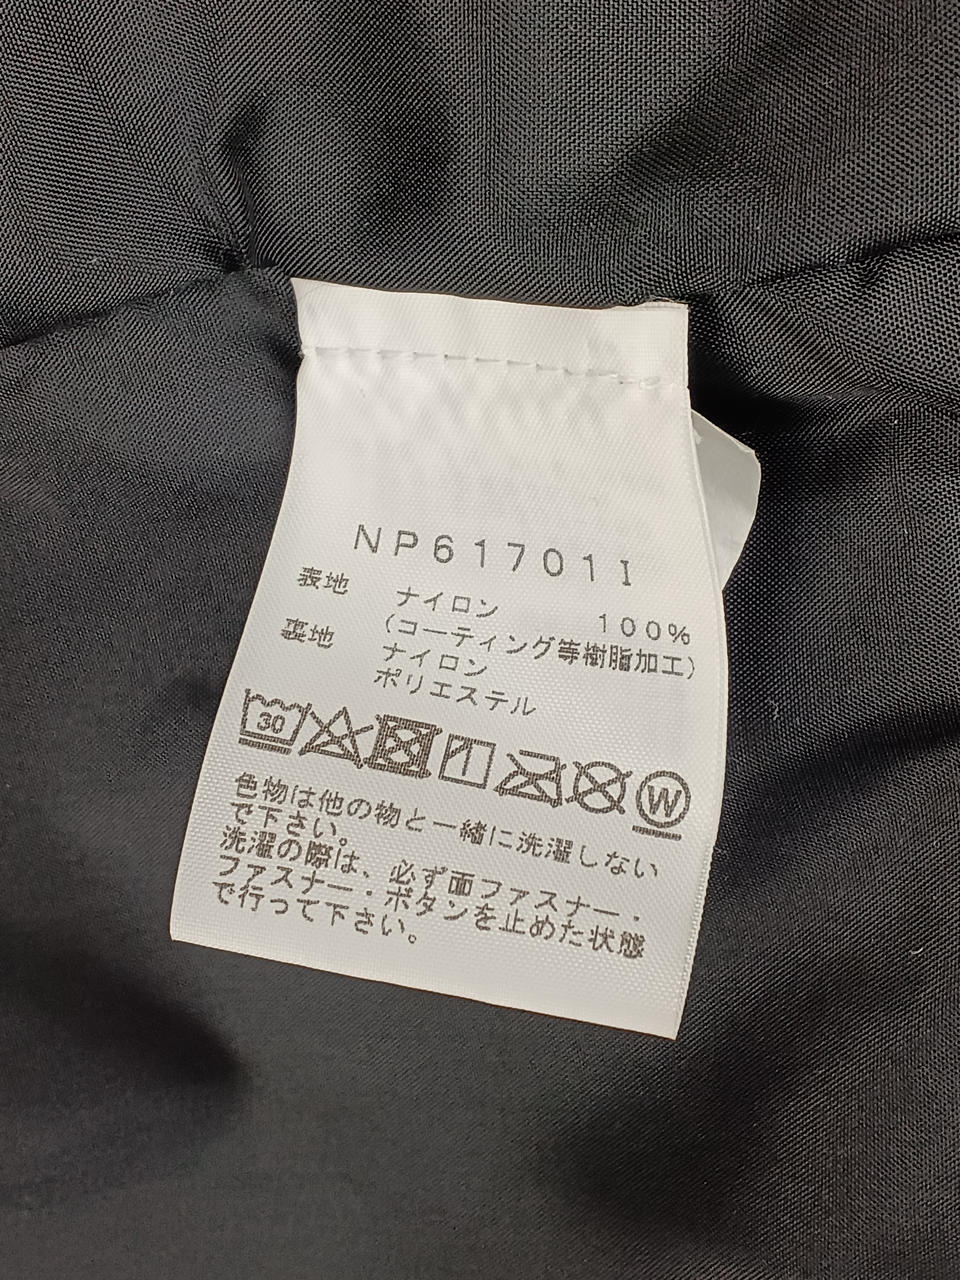 NP61701I
表地 ナイロン 100%
(コーティング等樹脂加工)
裏地 ナイロン
ポリエステル
30
W
色物は他の物と一緒に洗濯しない
で下さい。
洗濯の際は、必ず面ファスナー・
ファスナー・ボタンを止めた状態
で行って下さい。